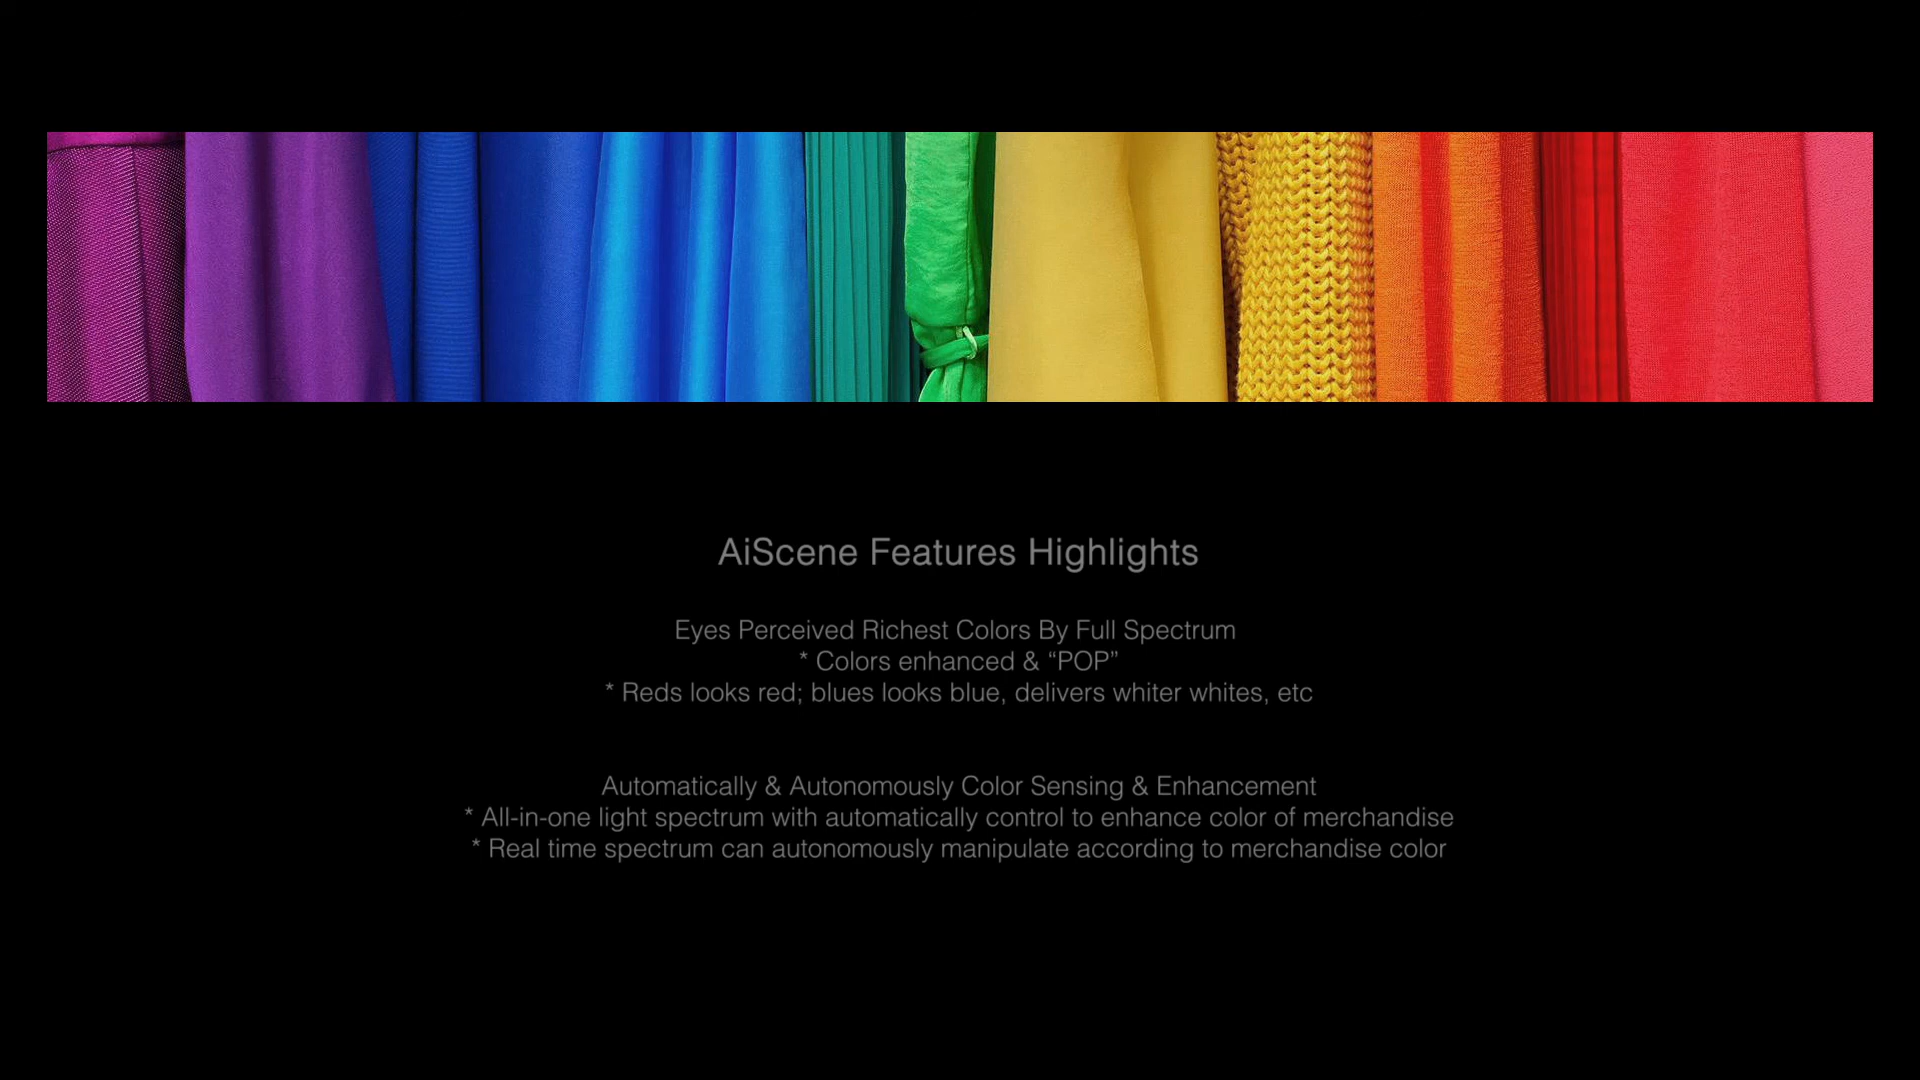 AiScene Features Highlights
Eyes Perceived Richest Colors By Full Spectrum
* Colors enhanced & “POP”
* Reds looks red; blues looks blue, delivers whiter whites, etc
Automatically & Autonomously Color Sensing & Enhancement
* All-in-one light spectrum with automatically control to enhance color of merchandise
* Real time spectrum can autonomously manipulate according to merchandise color